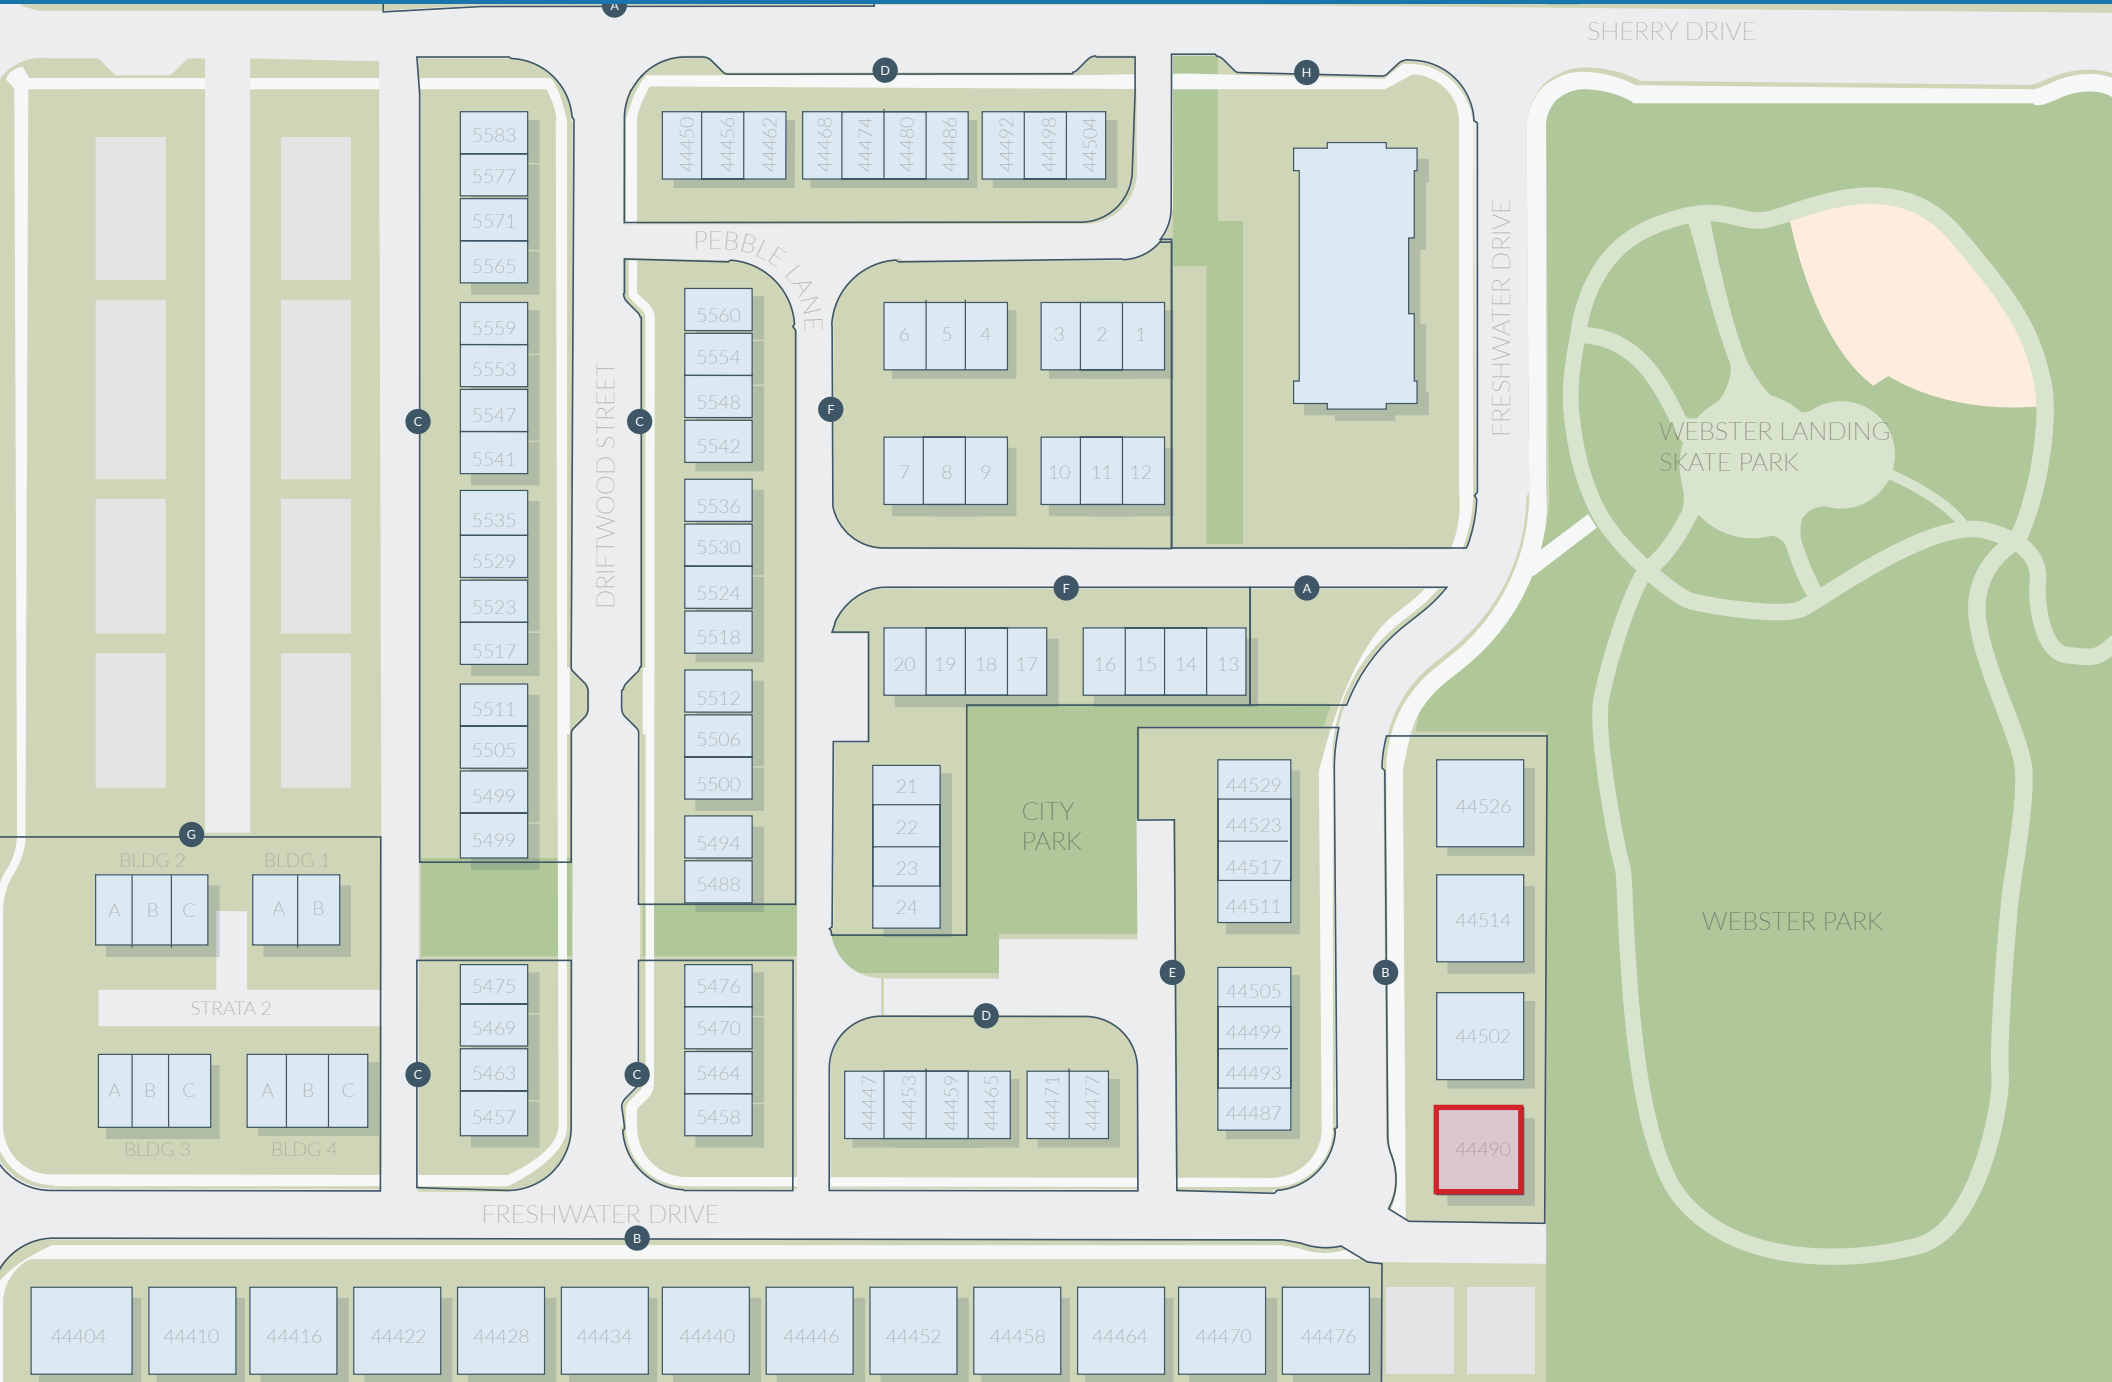 A
SHERRY DRIVE
D
H
44450
44456
44462
44468
44474
44480
44486
44492
44498
44504
5583
5577
5571
5565
5559
5553
5547
5541
5535
5529
5523
5517
5511
5505
5499
5499
C
DRIFTWOOD STREET
C
PEBBLE LANE
5560
5554
5548
5542
5536
5530
5524
5518
5512
5506
5500
5494
5488
F
6
5
4
3
2
1
7
8
9
10
11
12
FRESHWATER DRIVE
WEBSTER LANDING
SKATE PARK
F
A
20
19
18
17
16
15
14
13
21
22
23
24
CITY
PARK
44529
44523
44517
44511
44505
44499
44493
44487
E
B
44526
44514
44502
44490
WEBSTER PARK
G
BLDG 2
BLDG 1
A
B
C
A
B
STRATA 2
A
B
C
A
B
C
BLDG 3
BLDG 4
5475
5469
5463
5457
C
5476
5470
5464
5458
C
D
44447
44453
44459
44465
44471
44477
FRESHWATER DRIVE
B
44404
44410
44416
44422
44428
44434
44440
44446
44452
44458
44464
44470
44476